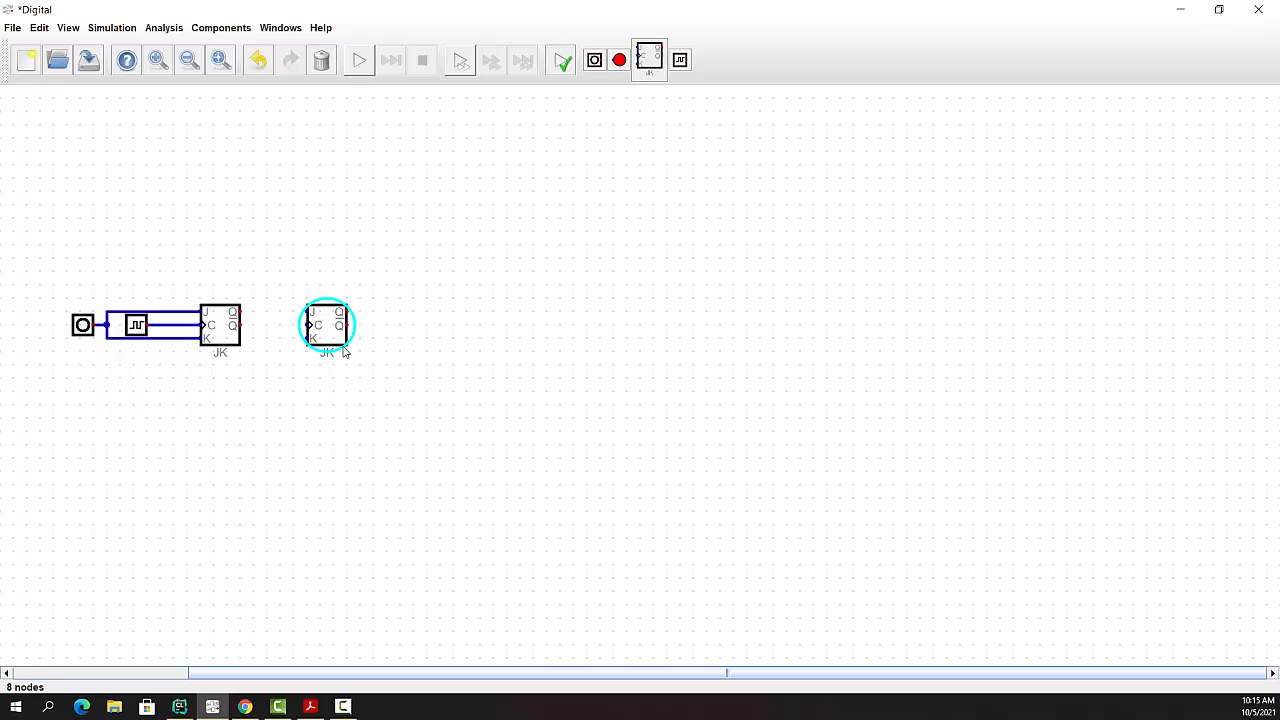 *Digital
File Edit View Simulation Analysis Components Windows Help
JK
J Q
C Q
K
JK
J Q
C Q
K
JK
8 nodes
10:15 AM
10/5/2021